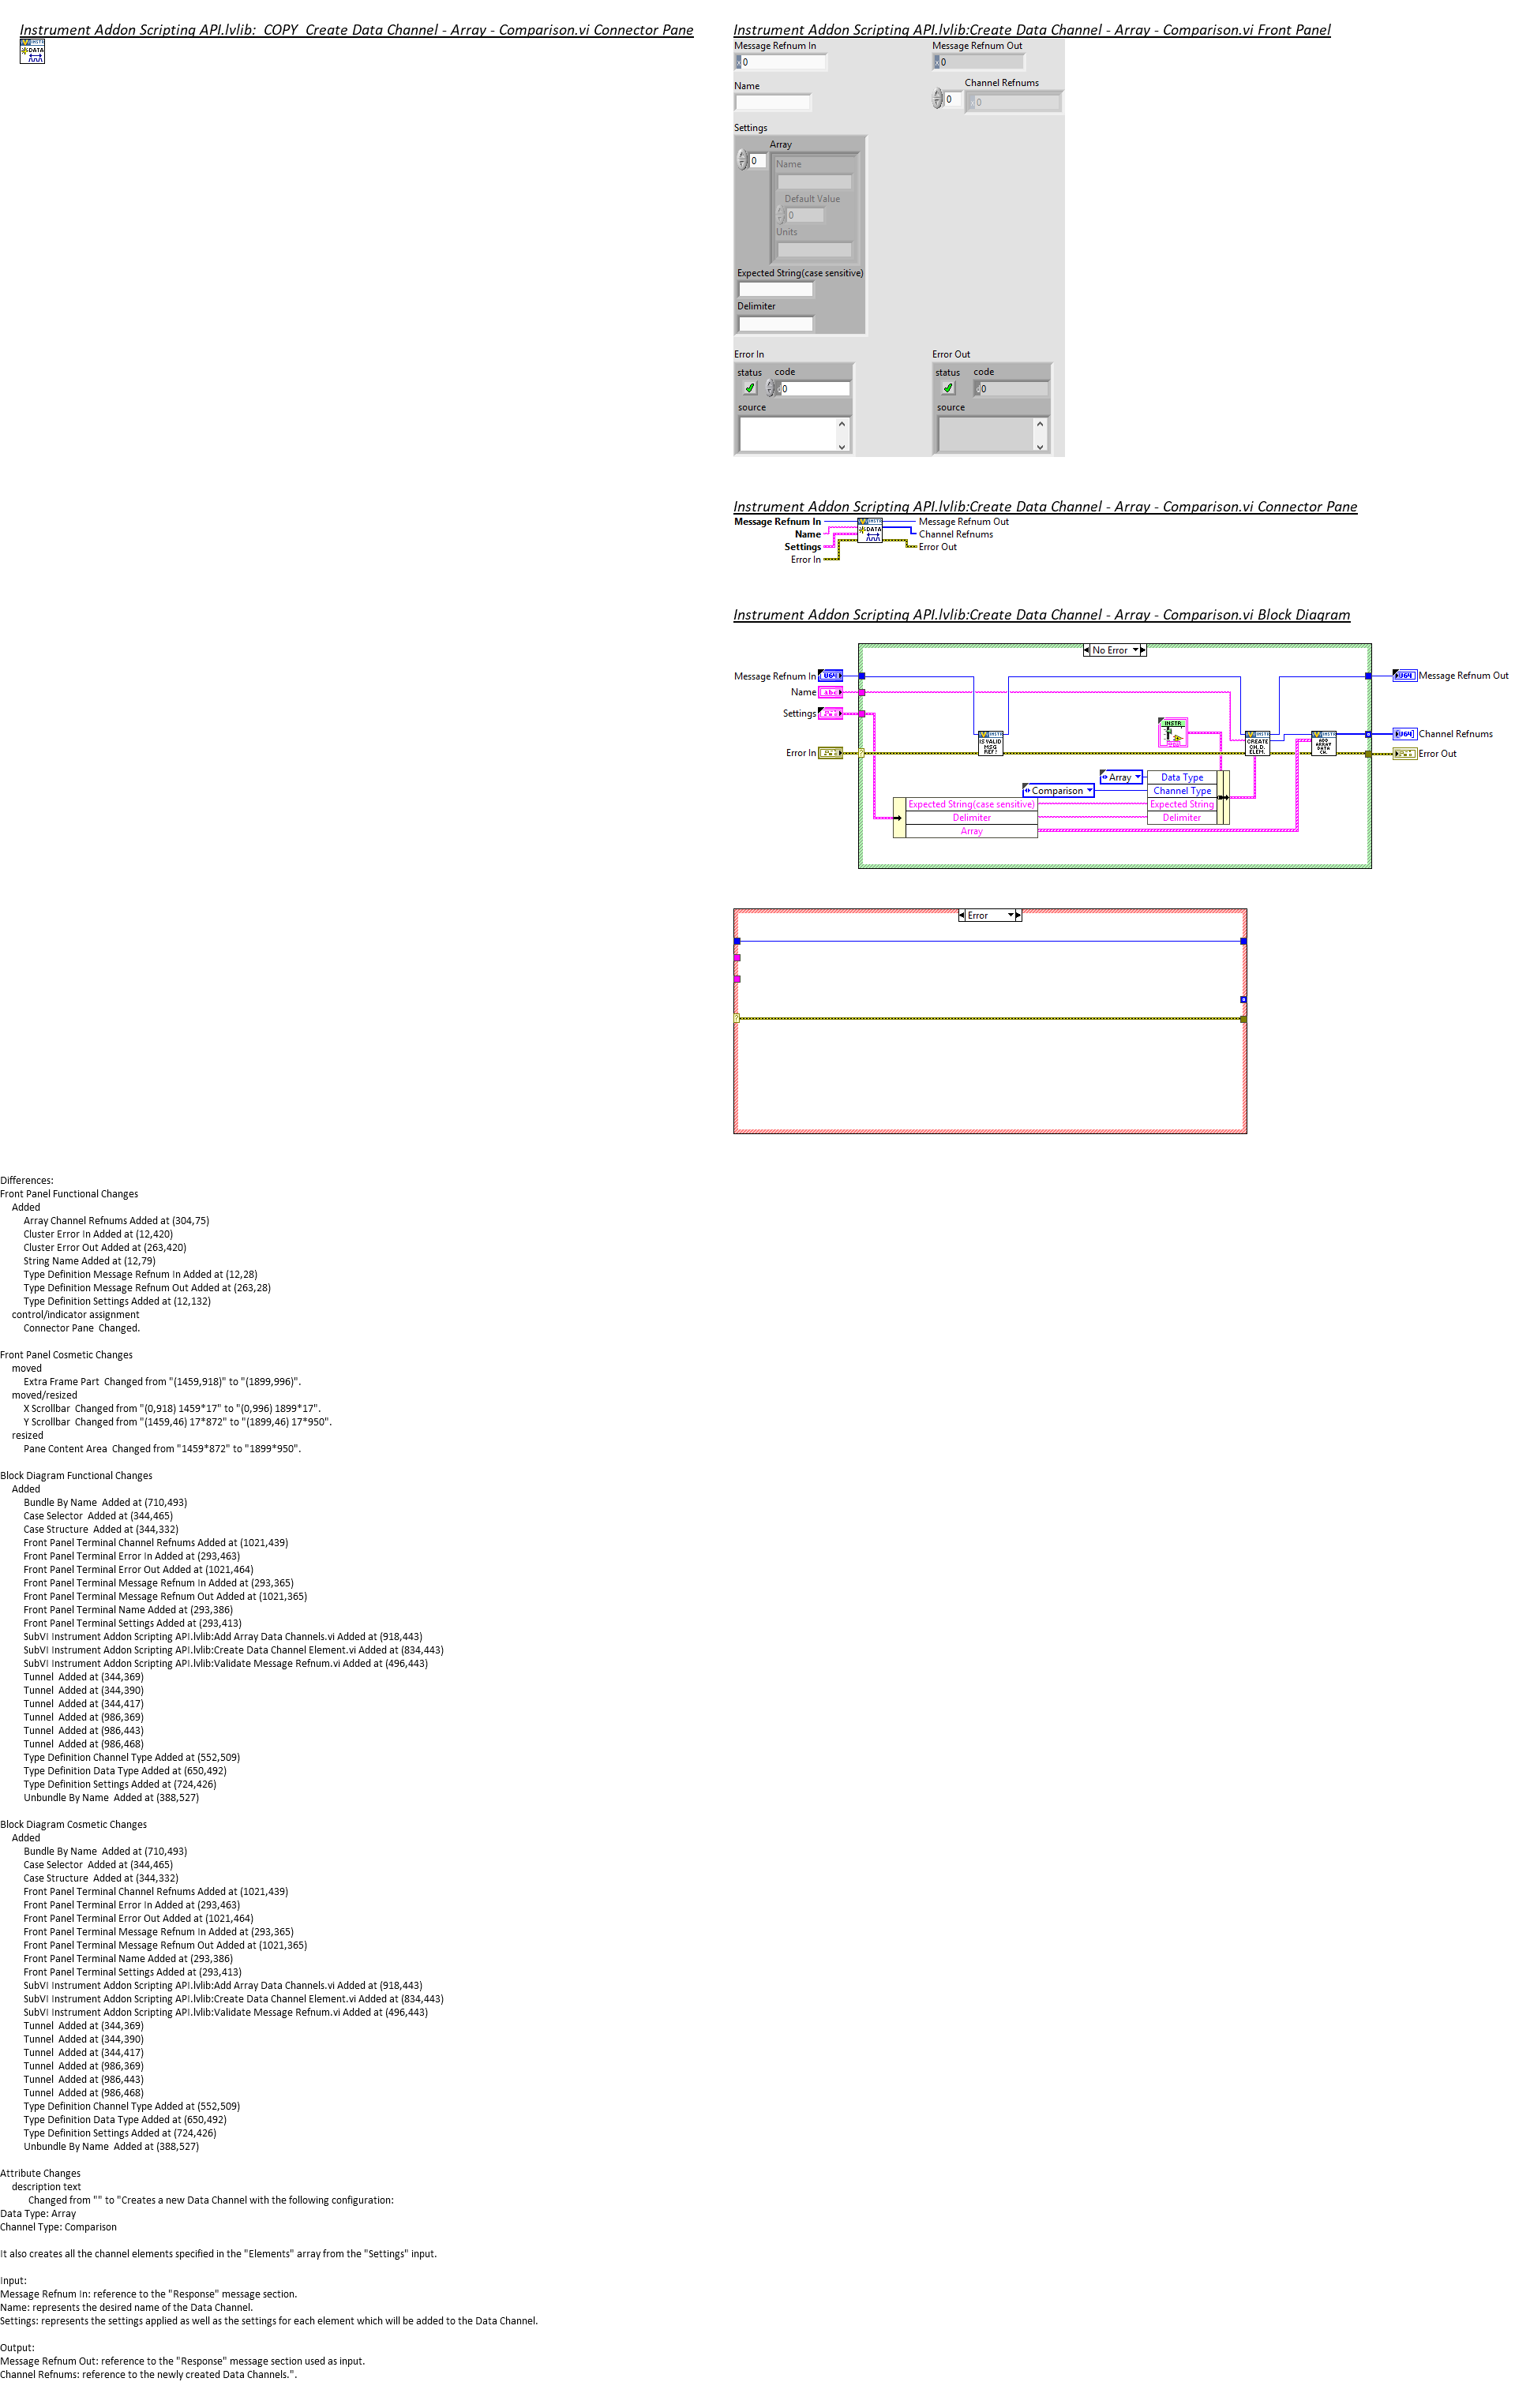 Instrument Addon Scripting API.lvlib:_COPY_Create Data Channel - Array - Comparison.vi Connector Pane
INSTR
DATA
Instrument Addon Scripting API.lvlib:Create Data Channel - Array - Comparison.vi Front Panel
Message Refnum In
Message Refnum Out
x 0
x 0
Name
Channel Refnums
0
x 0
Settings
Array
0
Name
Default Value
0
Units
Expected String(case sensitive)
Delimiter
Error In
Error Out
status code
status code
d0
d0
source
source
Instrument Addon Scripting API.lvlib:Create Data Channel - Array - Comparison.vi Connector Pane
Message Refnum In
Name
Settings
Error In
INSTR
DATA
Message Refnum Out
Channel Refnums
Error Out
Instrument Addon Scripting API.lvlib:Create Data Channel - Array - Comparison.vi Block Diagram
No Error
Message Refnum In
U64
U64
Message Refnum Out
Name
abc
Settings
INSTR
INSTR
IS VALID
MSG
REF?
INSTR
CREATE
CH. D.
ELEM.
INSTR
ADD
ARRAY
DATA
CH.
U64
Channel Refnums
Error In
Error Out
Array
Data Type
Comparison
Channel Type
Expected String(case sensitive)
Expected String
Delimiter
Delimiter
Array
Error
Differences:
Front Panel Functional Changes
Added
Array Channel Refnums Added at (304,75)
Cluster Error In Added at (12,420)
Cluster Error Out Added at (263,420)
String Name Added at (12,79)
Type Definition Message Refnum In Added at (12,28)
Type Definition Message Refnum Out Added at (263,28)
Type Definition Settings Added at (12,132)
control/indicator assignment
Connector Pane  Changed.
Front Panel Cosmetic Changes
moved
Extra Frame Part  Changed from "(1459,918)" to "(1899,996)".
moved/resized
X Scrollbar  Changed from "(0,918) 1459*17" to "(0,996) 1899*17".
Y Scrollbar  Changed from "(1459,46) 17*872" to "(1899,46) 17*950".
resized
Pane Content Area  Changed from "1459*872" to "1899*950".
Block Diagram Functional Changes
Added
Bundle By Name  Added at (710,493)
Case Selector  Added at (344,465)
Case Structure  Added at (344,332)
Front Panel Terminal Channel Refnums Added at (1021,439)
Front Panel Terminal Error In Added at (293,463)
Front Panel Terminal Error Out Added at (1021,464)
Front Panel Terminal Message Refnum In Added at (293,365)
Front Panel Terminal Message Refnum Out Added at (1021,365)
Front Panel Terminal Name Added at (293,386)
Front Panel Terminal Settings Added at (293,413)
SubVI Instrument Addon Scripting API.lvlib:Add Array Data Channels.vi Added at (918,443)
SubVI Instrument Addon Scripting API.lvlib:Create Data Channel Element.vi Added at (834,443)
SubVI Instrument Addon Scripting API.lvlib:Validate Message Refnum.vi Added at (496,443)
Tunnel  Added at (344,369)
Tunnel  Added at (344,390)
Tunnel  Added at (344,417)
Tunnel  Added at (986,369)
Tunnel  Added at (986,443)
Tunnel  Added at (986,468)
Type Definition Channel Type Added at (552,509)
Type Definition Data Type Added at (650,492)
Type Definition Settings Added at (724,426)
Unbundle By Name  Added at (388,527)
Block Diagram Cosmetic Changes
Added
Bundle By Name  Added at (710,493)
Case Selector  Added at (344,465)
Case Structure  Added at (344,332)
Front Panel Terminal Channel Refnums Added at (1021,439)
Front Panel Terminal Error In Added at (293,463)
Front Panel Terminal Error Out Added at (1021,464)
Front Panel Terminal Message Refnum In Added at (293,365)
Front Panel Terminal Message Refnum Out Added at (1021,365)
Front Panel Terminal Name Added at (293,386)
Front Panel Terminal Settings Added at (293,413)
SubVI Instrument Addon Scripting API.lvlib:Add Array Data Channels.vi Added at (918,443)
SubVI Instrument Addon Scripting API.lvlib:Create Data Channel Element.vi Added at (834,443)
SubVI Instrument Addon Scripting API.lvlib:Validate Message Refnum.vi Added at (496,443)
Tunnel  Added at (344,369)
Tunnel  Added at (344,390)
Tunnel  Added at (344,417)
Tunnel  Added at (986,369)
Tunnel  Added at (986,443)
Tunnel  Added at (986,468)
Type Definition Channel Type Added at (552,509)
Type Definition Data Type Added at (650,492)
Type Definition Settings Added at (724,426)
Unbundle By Name  Added at (388,527)
Attribute Changes
description text
Changed from "" to "Creates a new Data Channel with the following configuration:
Data Type: Array
Channel Type: Comparison
It also creates all the channel elements specified in the "Elements" array from the "Settings" input.
Input:
Message Refnum In: reference to the "Response" message section.
Name: represents the desired name of the Data Channel.
Settings: represents the settings applied as well as the settings for each element which will be added to the Data Channel.
Output:
Message Refnum Out: reference to the "Response" message section used as input.
Channel Refnums: reference to the newly created Data Channels.".